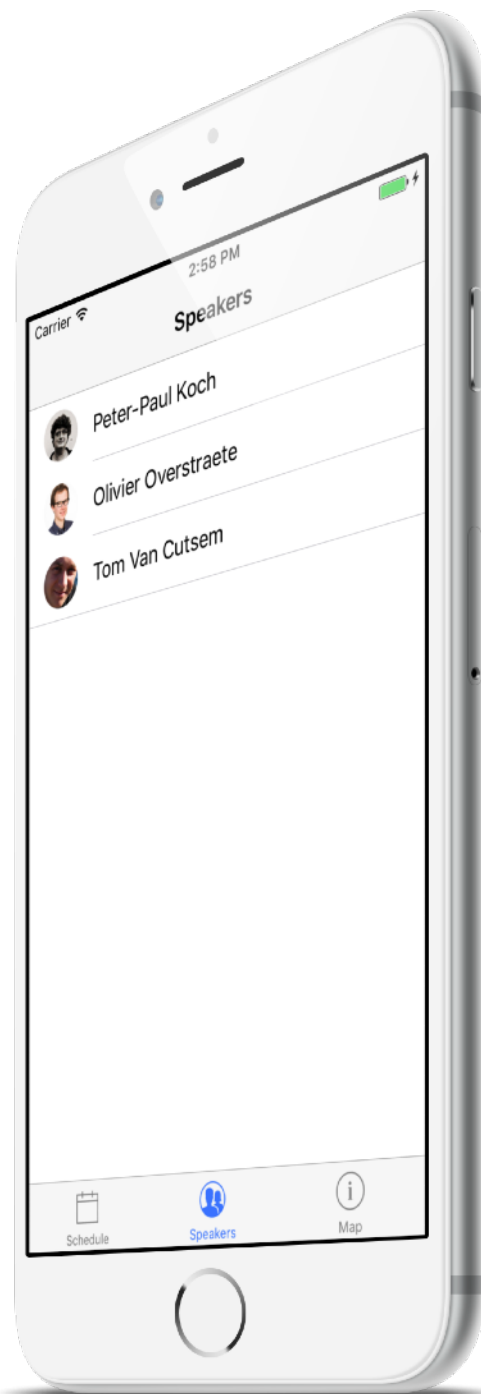 2:58 PM
Carrier
Speakers
Peter-Paul Koch
Olivier Overstraete
Tom Van Cutsem
Schedule
Speakers
Map